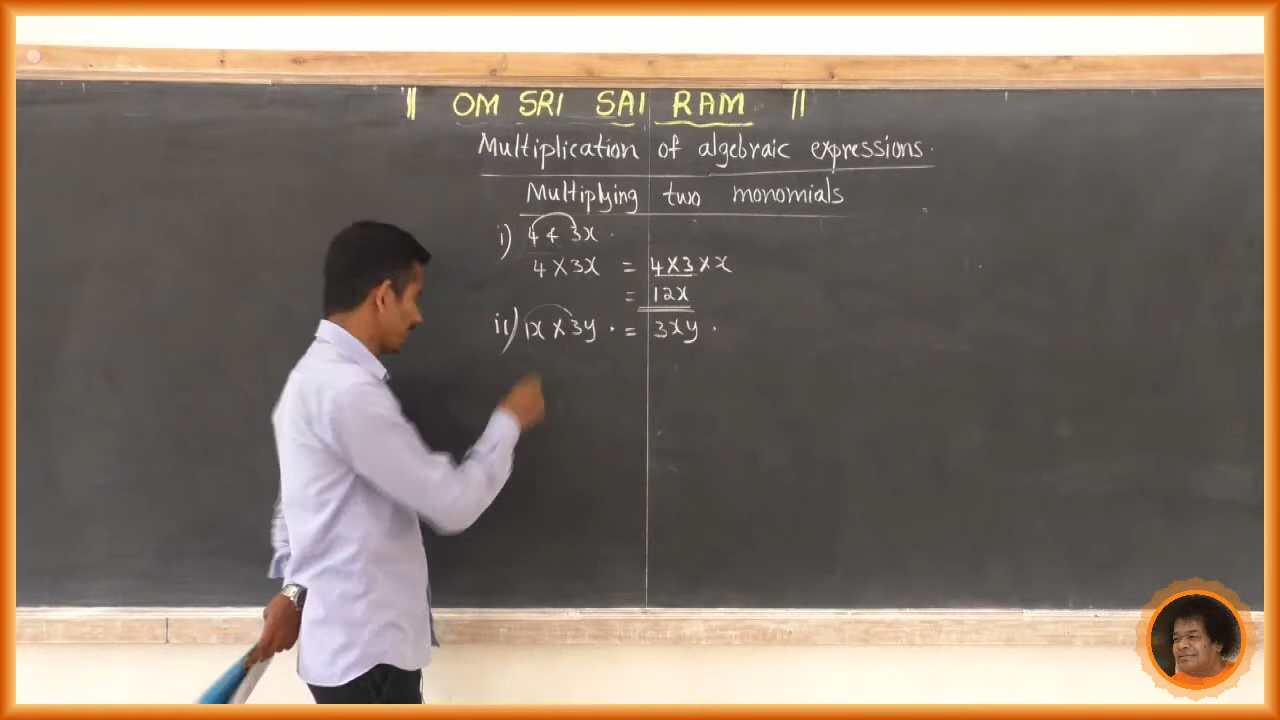 || OM SRI SAI RAM ||
Multiplication of algebraic expressions.
Multiplying two monomials
i) 4 & 3x.
4 × 3x = 4×3×x
= 12x
ii) 1x × 3y. = 3xy.